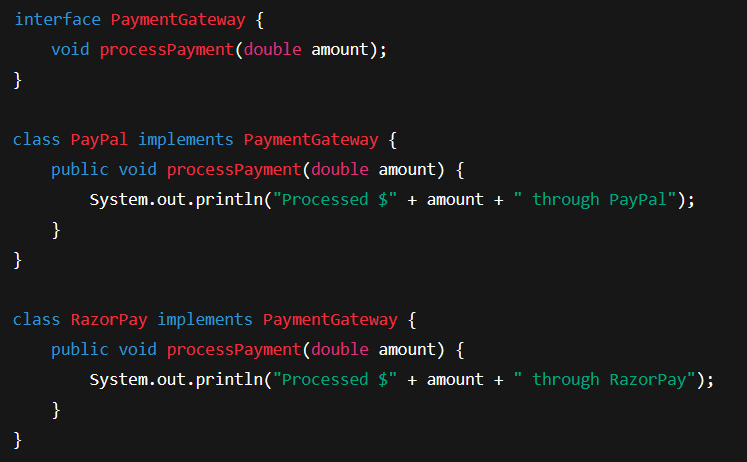 interface PaymentGateway {
    void processPayment(double amount);
}
class PayPal implements PaymentGateway {
    public void processPayment(double amount) {
        System.out.println("Processed $" + amount + " through PayPal");
    }
}
class RazorPay implements PaymentGateway {
    public void processPayment(double amount) {
        System.out.println("Processed $" + amount + " through RazorPay");
    }
}